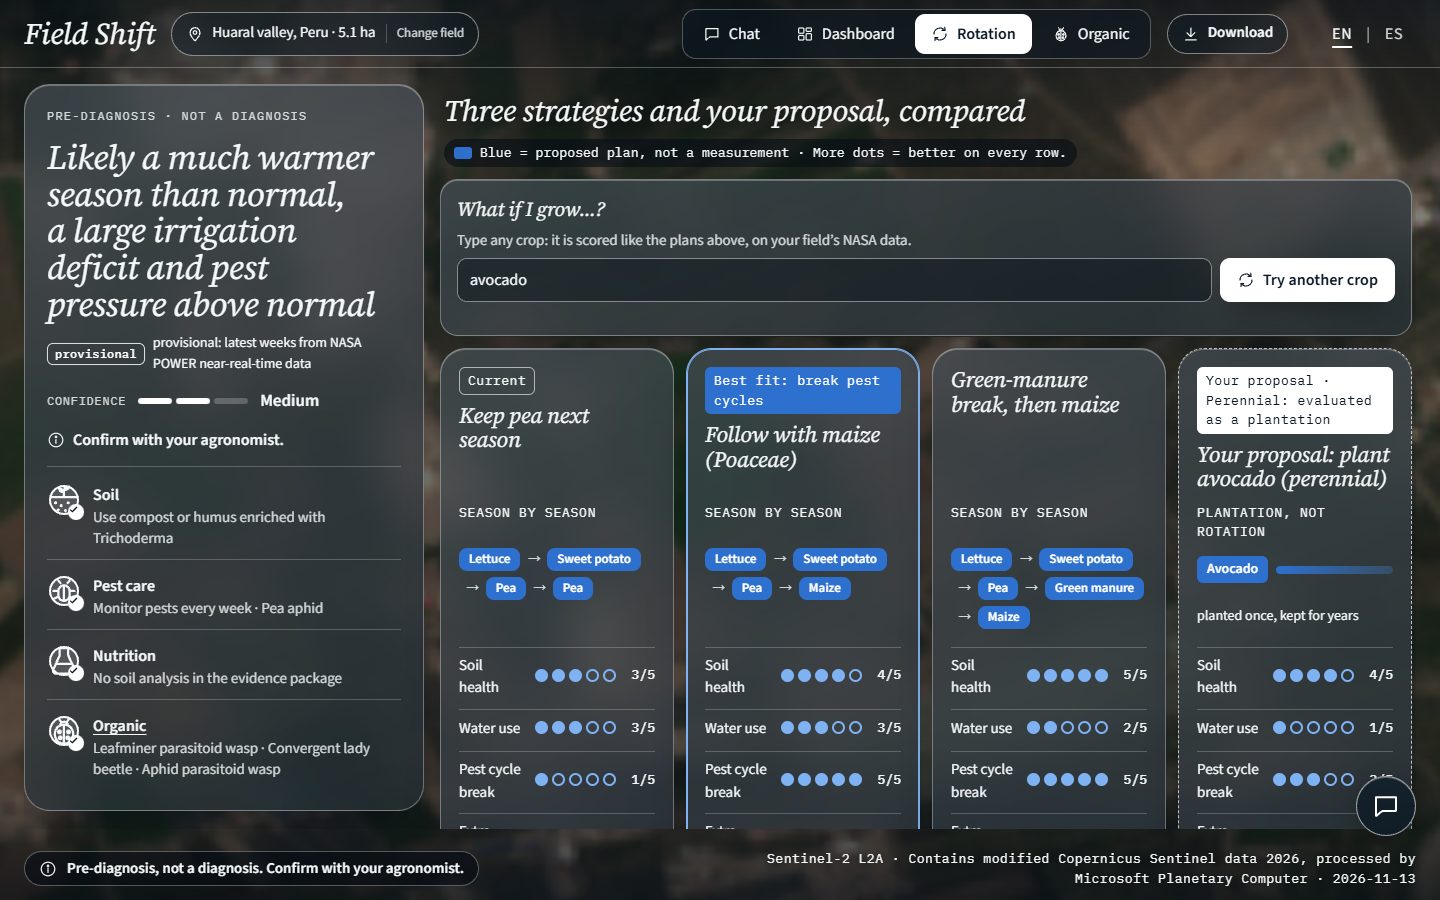 Field Shift
Huaral valley, Peru · 5.1 ha
Change field
Chat
Dashboard
Rotation
Organic
Download
EN | ES
PRE-DIAGNOSIS · NOT A DIAGNOSIS
Likely a much warmer
season than normal,
a large irrigation
deficit and pest
pressure above normal
provisional
provisional: latest weeks from NASA
POWER near-real-time data
CONFIDENCE
Medium
Confirm with your agronomist.
Soil
Use compost or humus enriched with
Trichoderma
Pest care
Monitor pests every week · Pea aphid
Nutrition
No soil analysis in the evidence package
Organic
Leafminer parasitoid wasp · Convergent lady
beetle · Aphid parasitoid wasp
Three strategies and your proposal, compared
Blue = proposed plan, not a measurement · More dots = better on every row.
What if I grow...?
Type any crop: it is scored like the plans above, on your field's NASA data.
avocado
Try another crop
Current
Keep pea next
season
SEASON BY SEASON
Lettuce → Sweet potato
→ Pea → Pea
Soil
health
3/5
Water use
3/5
Pest cycle
break
1/5
Best fit: break pest
cycles
Follow with maize
(Poaceae)
SEASON BY SEASON
Lettuce → Sweet potato
→ Pea → Maize
Soil
health
4/5
Water use
3/5
Pest cycle
break
5/5
Green-manure
break, then maize
SEASON BY SEASON
Lettuce → Sweet potato
→ Pea → Green manure
→ Maize
Soil
health
5/5
Water use
2/5
Pest cycle
break
5/5
Your proposal ·
Perennial: evaluated
as a plantation
Your proposal: plant
avocado (perennial)
PLANTATION, NOT
ROTATION
Avocado
planted once, kept for years
Soil
health
4/5
Water use
1/5
Pest cycle
break
Pre-diagnosis, not a diagnosis. Confirm with your agronomist.
Sentinel-2 L2A · Contains modified Copernicus Sentinel data 2026, processed by
Microsoft Planetary Computer · 2026-11-13